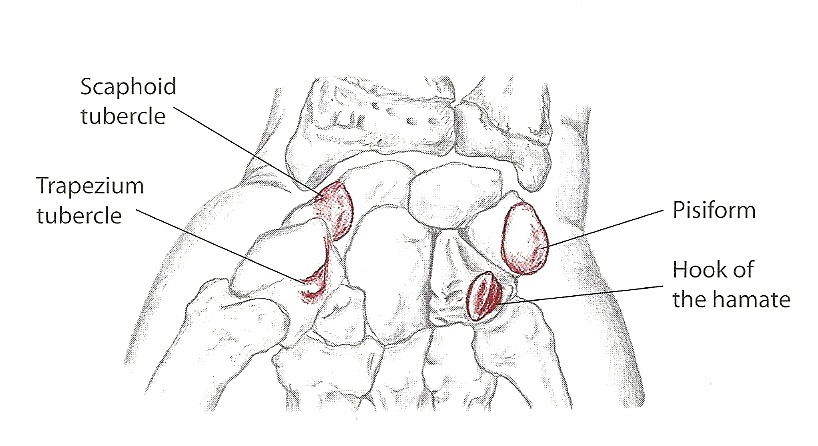 Scaphoid
tubercle
Trapezium
tubercle
Pisiform
Hook of
the hamate